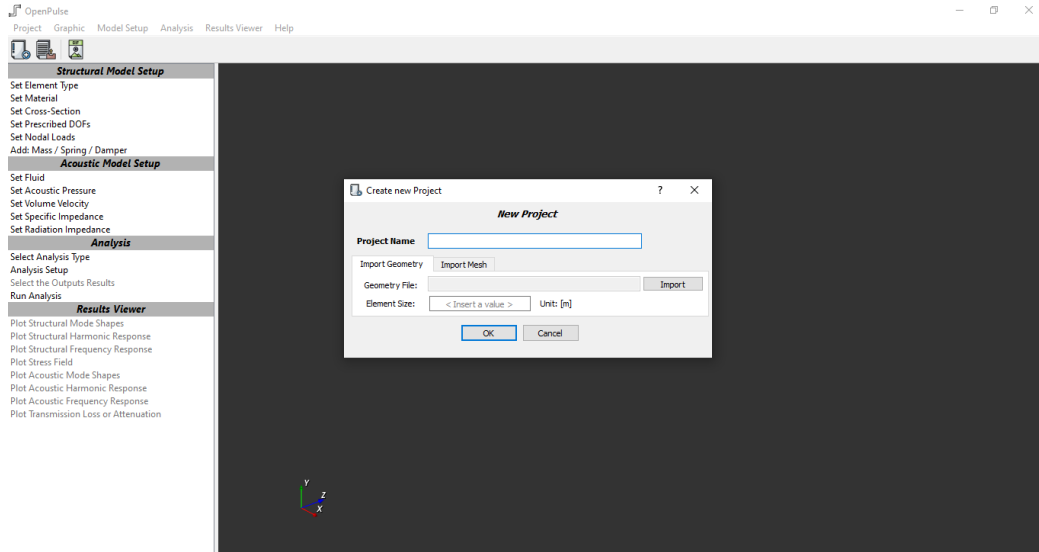 OpenPulse
Project Graphic Model Setup Analysis Results Viewer Help
Structural Model Setup
Set Element Type
Set Material
Set Cross-Section
Set Prescribed DOFs
Set Nodal Loads
Add: Mass / Spring / Damper
Acoustic Model Setup
Set Fluid
Set Acoustic Pressure
Set Volume Velocity
Set Specific Impedance
Set Radiation Impedance
Analysis
Select Analysis Type
Analysis Setup
Select the Outputs Results
Run Analysis
Results Viewer
Plot Structural Mode Shapes
Plot Structural Harmonic Response
Plot Structural Frequency Response
Plot Stress Field
Plot Acoustic Mode Shapes
Plot Acoustic Harmonic Response
Plot Acoustic Frequency Response
Plot Transmission Loss or Attenuation
Create new Project ?
New Project
Project Name
Import Geometry Import Mesh
Geometry File: Import
Element Size: < Insert a value > Unit: [m]
OK Cancel
Y
Z
X